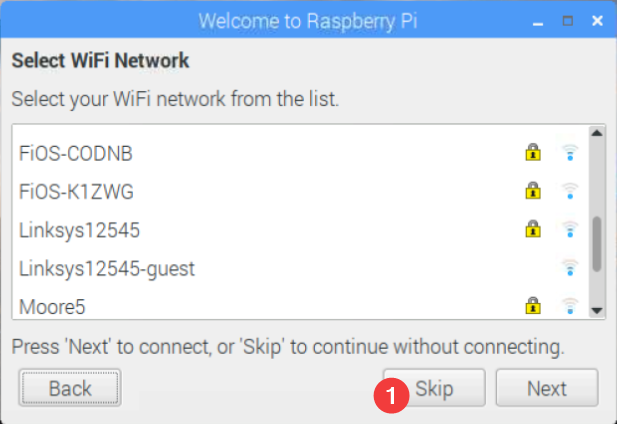 Welcome to Raspberry Pi
Select WiFi Network
Select your WiFi network from the list.
FiOS-CODNB
FiOS-K1ZWG
Linksys12545
Linksys12545-guest
Moore5
Press 'Next' to connect, or 'Skip' to continue without connecting.
Back
1
Skip
Next